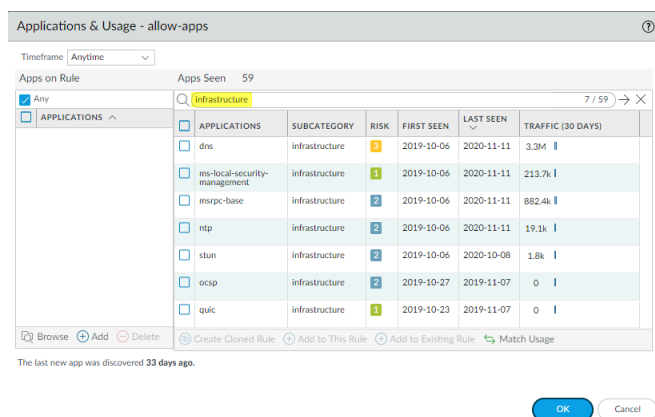 Applications & Usage - allow-apps
Timeframe Anytime
Apps on Rule Apps Seen 59
Any
infrastructure 7 / 59
APPLICATIONS
APPLICATIONS SUBCATEGORY RISK FIRST SEEN LAST SEEN TRAFFIC (30 DAYS)
dns infrastructure 3 2019-10-06 2020-11-11 3.3M
ms-local-security-management infrastructure 1 2019-10-06 2020-11-11 213.7k
msrpc-base infrastructure 2 2019-10-06 2020-11-11 882.4k
ntp infrastructure 2 2019-10-06 2020-11-11 19.1k
stun infrastructure 2 2019-10-06 2020-10-08 1.8k
ocsp infrastructure 2 2019-10-27 2019-11-07 0
quic infrastructure 1 2019-10-23 2019-11-07 0
Browse Add Delete
Create Cloned Rule Add to This Rule Add to Existing Rule Match Usage
The last new app was discovered 33 days ago.
OK Cancel